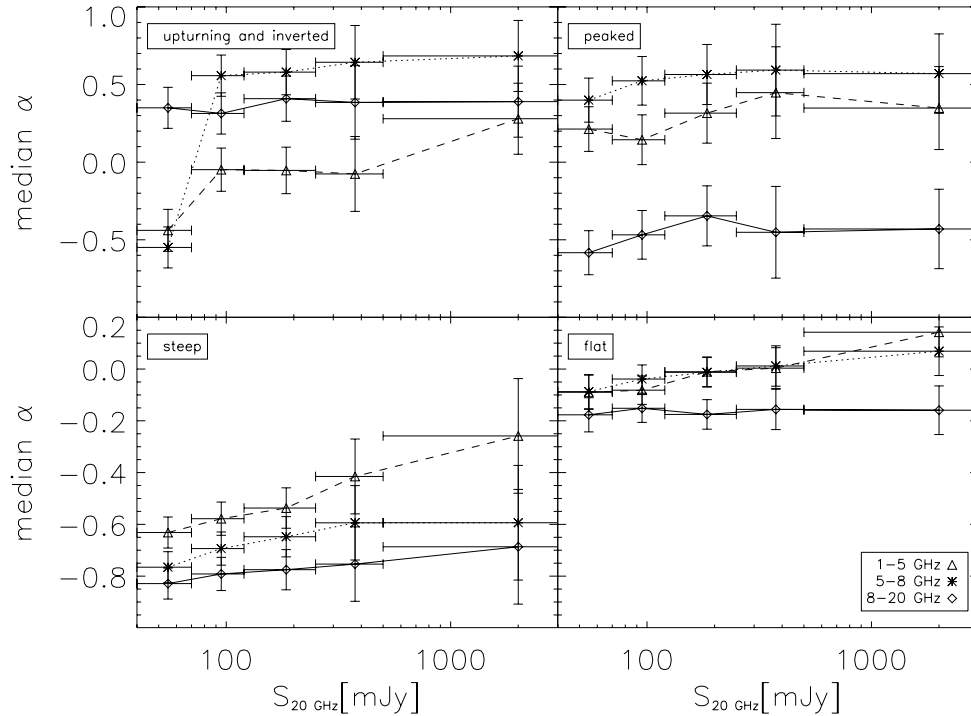 upturning and inverted
peaked
1.0
0.5
0.0
−0.5
median α
steep
flat
0.2
0.0
−0.2
−0.4
−0.6
−0.8
median α
1−5 GHz
5−8 GHz
8−20 GHz
100
1000
100
1000
S20 GHz[mJy]
S20 GHz[mJy]